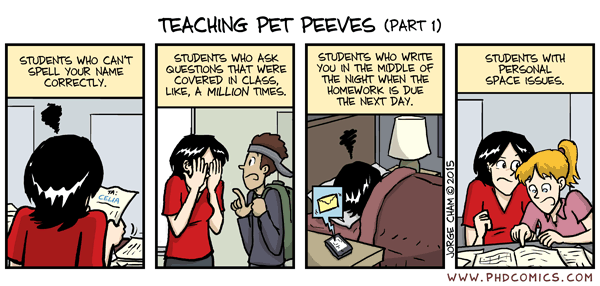 TEACHING PET PEEVES (PART 1)
STUDENTS WHO CAN'T
SPELL YOUR NAME
CORRECTLY.
TA:
CELIA
STUDENTS WHO ASK
QUESTIONS THAT WERE
COVERED IN CLASS,
LIKE, A MILLION TIMES.
STUDENTS WHO WRITE
YOU IN THE MIDDLE OF
THE NIGHT WHEN THE
HOMEWORK IS DUE
THE NEXT DAY.
STUDENTS WITH
PERSONAL
SPACE ISSUES.
JORGE CHAM © 2015
WWW.PHDCOMICS.COM